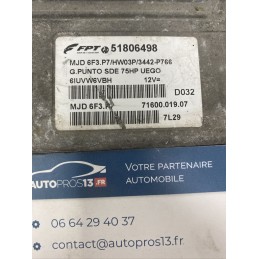 FPT 51806498
MJD 6F3.P7/HW03P/3442-P766
G.PUNTO SDE 75HP UEGO
6IUVW6VBH 12V=
D032
MJD 6F3.P7 71600.019.07
7L29
AUTOPROS13.FR
VOTRE PARTENAIRE
AUTOMOBILE
06 64 29 40 37
contact@autopros13.fr